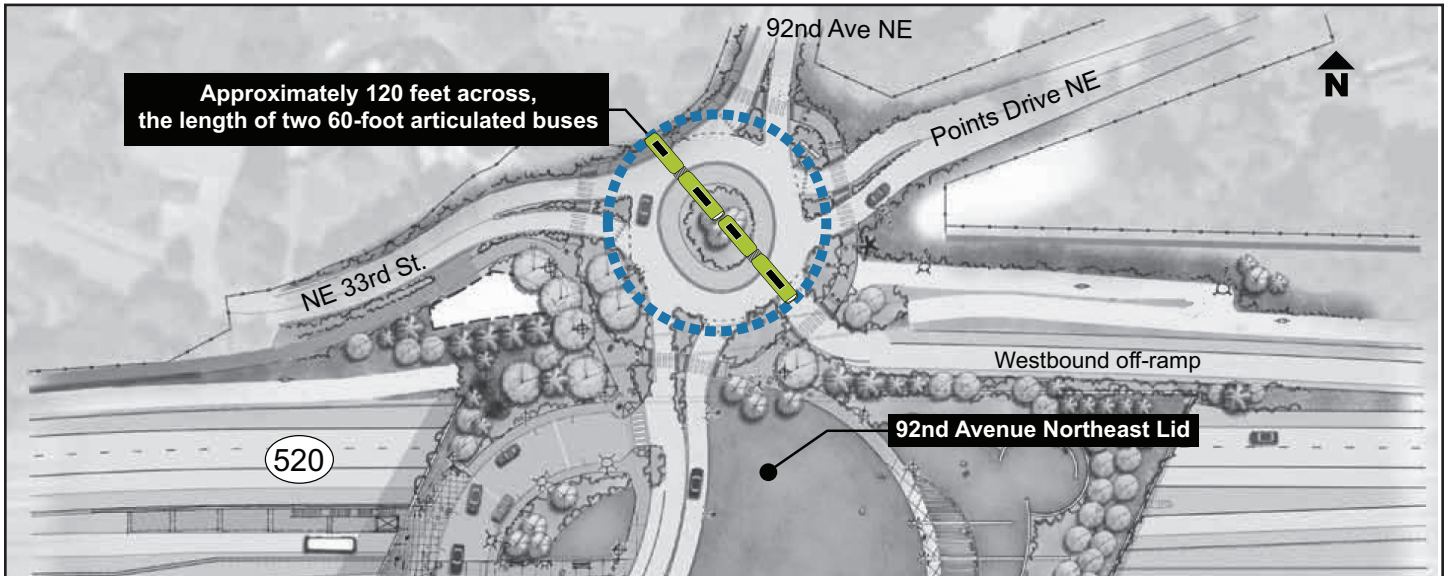 92nd Ave NE
N
Approximately 120 feet across,
the length of two 60-foot articulated buses
Points Drive NE
NE 33rd St.
Westbound off-ramp
92nd Avenue Northeast Lid
520